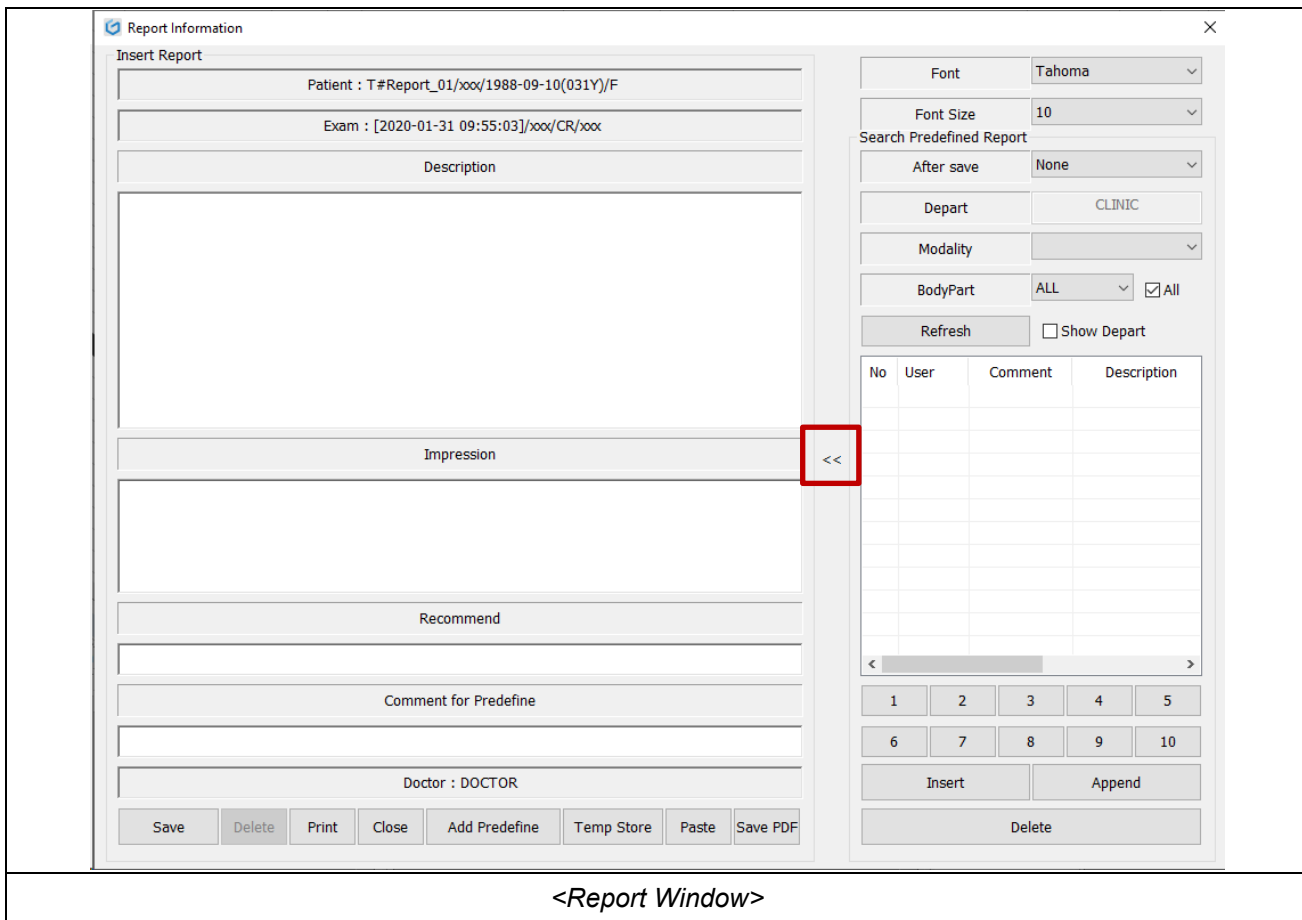 Report Information
Insert Report
Patient : T#Report_01/xxx/1988-09-10(031Y)/F
Exam : [2020-01-31 09:55:03]/xxx/CR/xxx
Description
Impression
Recommend
Comment for Predefine
Doctor : DOCTOR
Save Delete Print Close Add Predefine Temp Store Paste Save PDF
<<
Font Tahoma
Font Size 10
Search Predefined Report
After save None
Depart CLINIC
Modality
BodyPart ALL All
Refresh Show Depart
No User Comment Description
1 2 3 4 5
6 7 8 9 10
Insert Append
Delete
<Report Window>